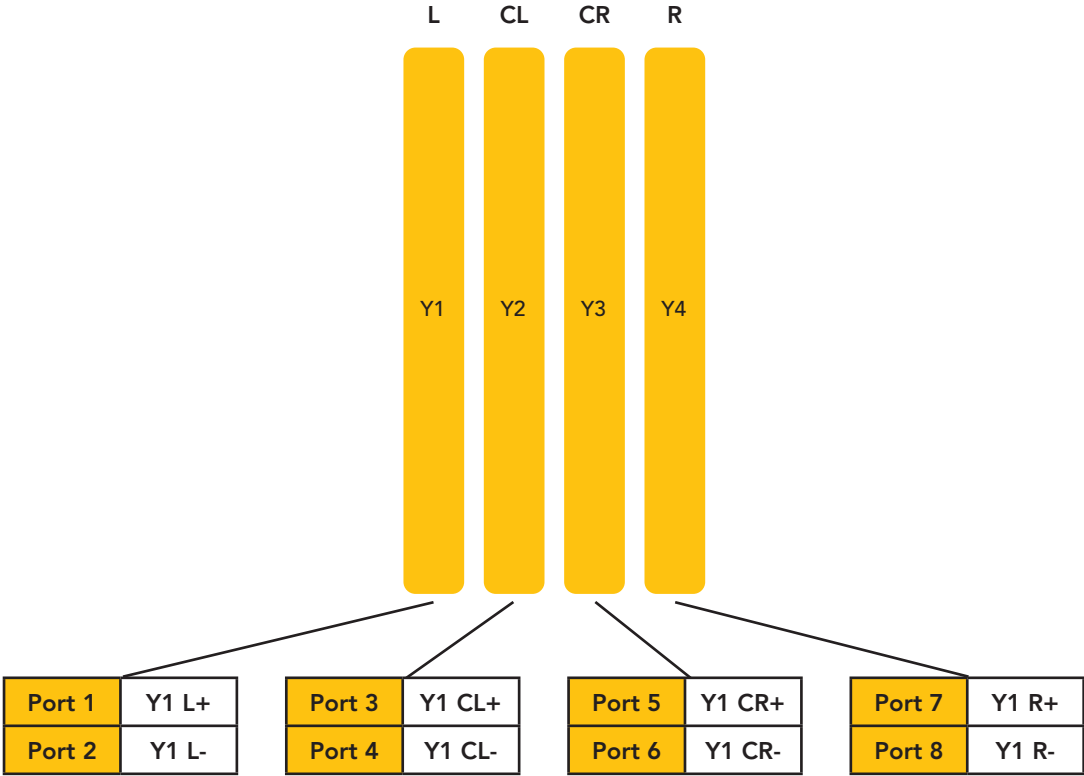 L CL CR R
Y1 Y2 Y3 Y4
Port 1 Y1 L+ Port 3 Y1 CL+ Port 5 Y1 CR+ Port 7 Y1 R+
Port 2 Y1 L- Port 4 Y1 CL- Port 6 Y1 CR- Port 8 Y1 R-